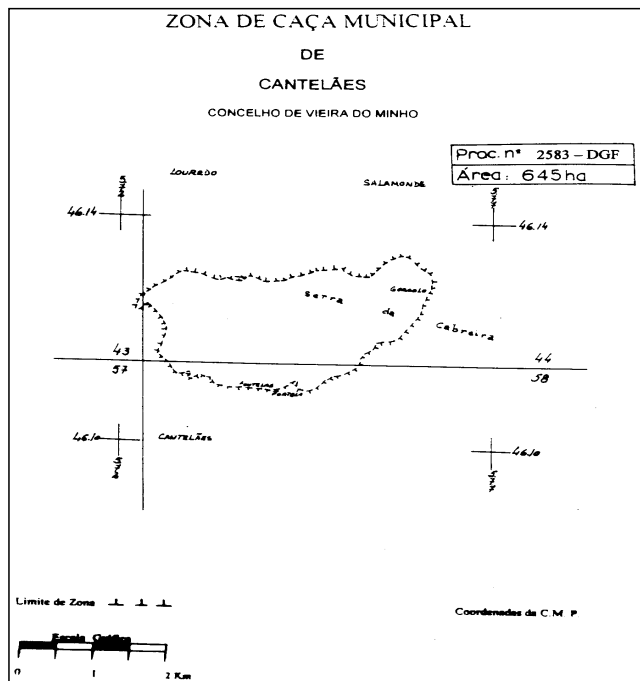 ZONA DE CAÇA MUNICIPAL
DE
CANTELÃES
CONCELHO DE VIEIRA DO MINHO
Proc. nº 2583 – DGF
Área: 645 ha
LOUREDO
SALAMONDE
46.14
46.14
Serra
da
Cabreira
43
44
57
58
46.10
CANTELÃES
46.10
Limite de Zona
Coordenadas da C. M. P.
Escala Gráfica
0 1 2 Km